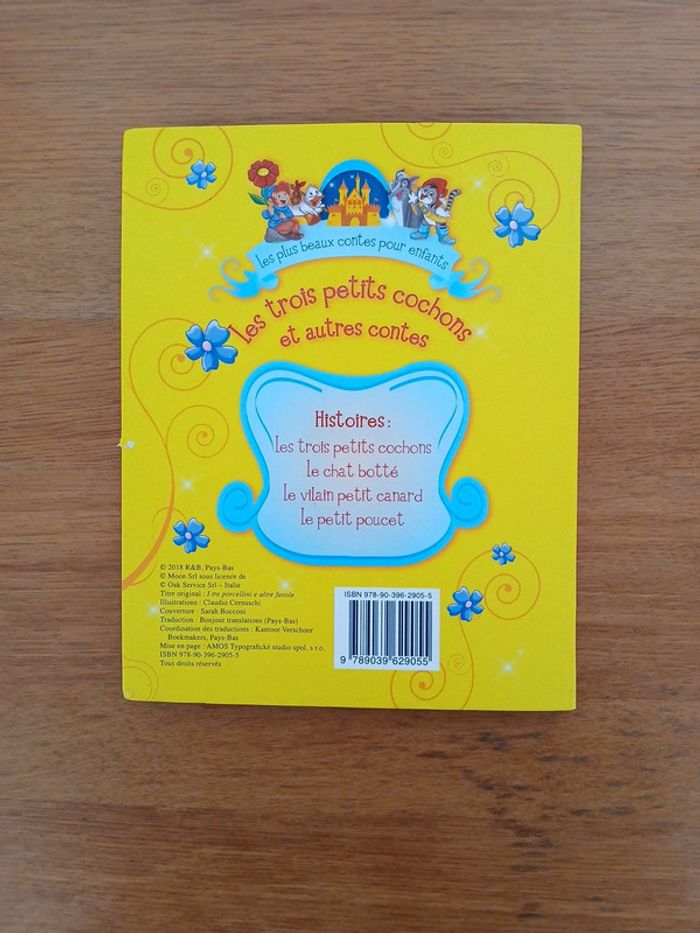 les plus beaux contes pour enfants
les trois petits cochons
et autres contes
Histoires :
les trois petits cochons
le chat botté
le vilain petit canard
le petit poucet
© 2018 R&B, Pays-Bas
© Moon Srl sous licence de
© Oak Service Srl – Italie
Titre original : I tre porcellini e altre favole
Illustrations : Claudio Cernuschi
Couverture : Sarah Bocconi
Traduction : Bonjour translations (Pays-Bas)
Coordination des traductions : Kantoor Verschoor
Boekmakers, Pays-Bas
Mise en page : AMOS Typografické studio spol. s r.o.
ISBN 978-90-396-2905-5
Tous droits réservés
ISBN 978-90-396-2905-5
9 789039 629055